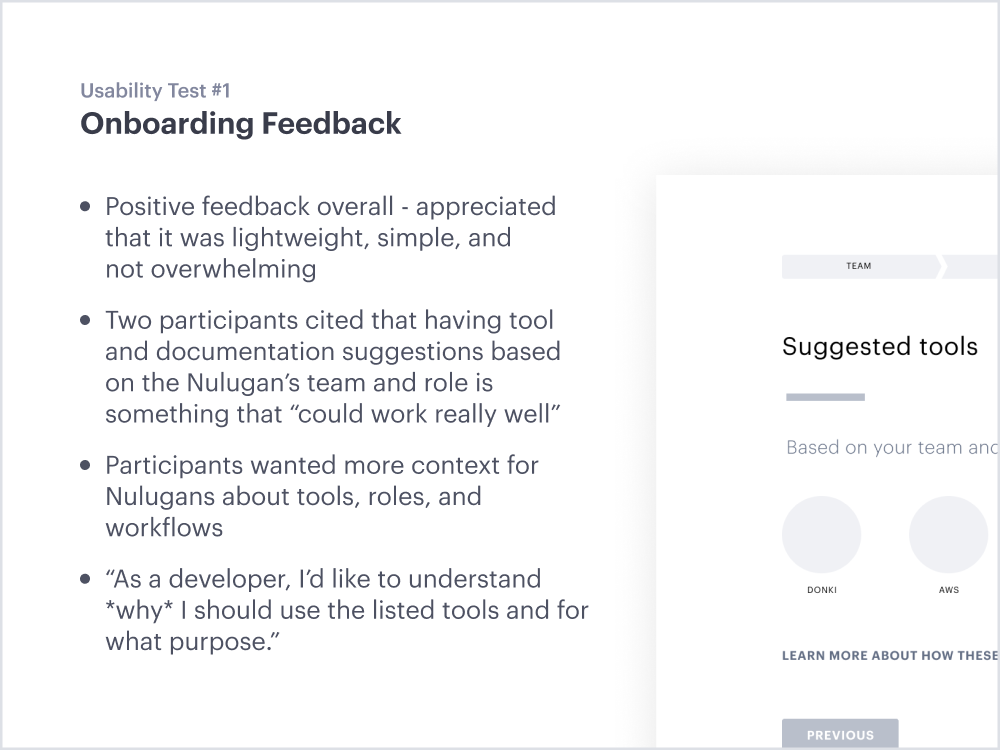 Usability Test #1
Onboarding Feedback
• Positive feedback overall - appreciated
that it was lightweight, simple, and
not overwhelming
• Two participants cited that having tool
and documentation suggestions based
on the Nulugan’s team and role is
something that “could work really well”
• Participants wanted more context for
Nulugans about tools, roles, and
workflows
• “As a developer, I’d like to understand
*why* I should use the listed tools and for
what purpose.”
TEAM
Suggested tools
Based on your team and
DONKI AWS
LEARN MORE ABOUT HOW THESE
PREVIOUS